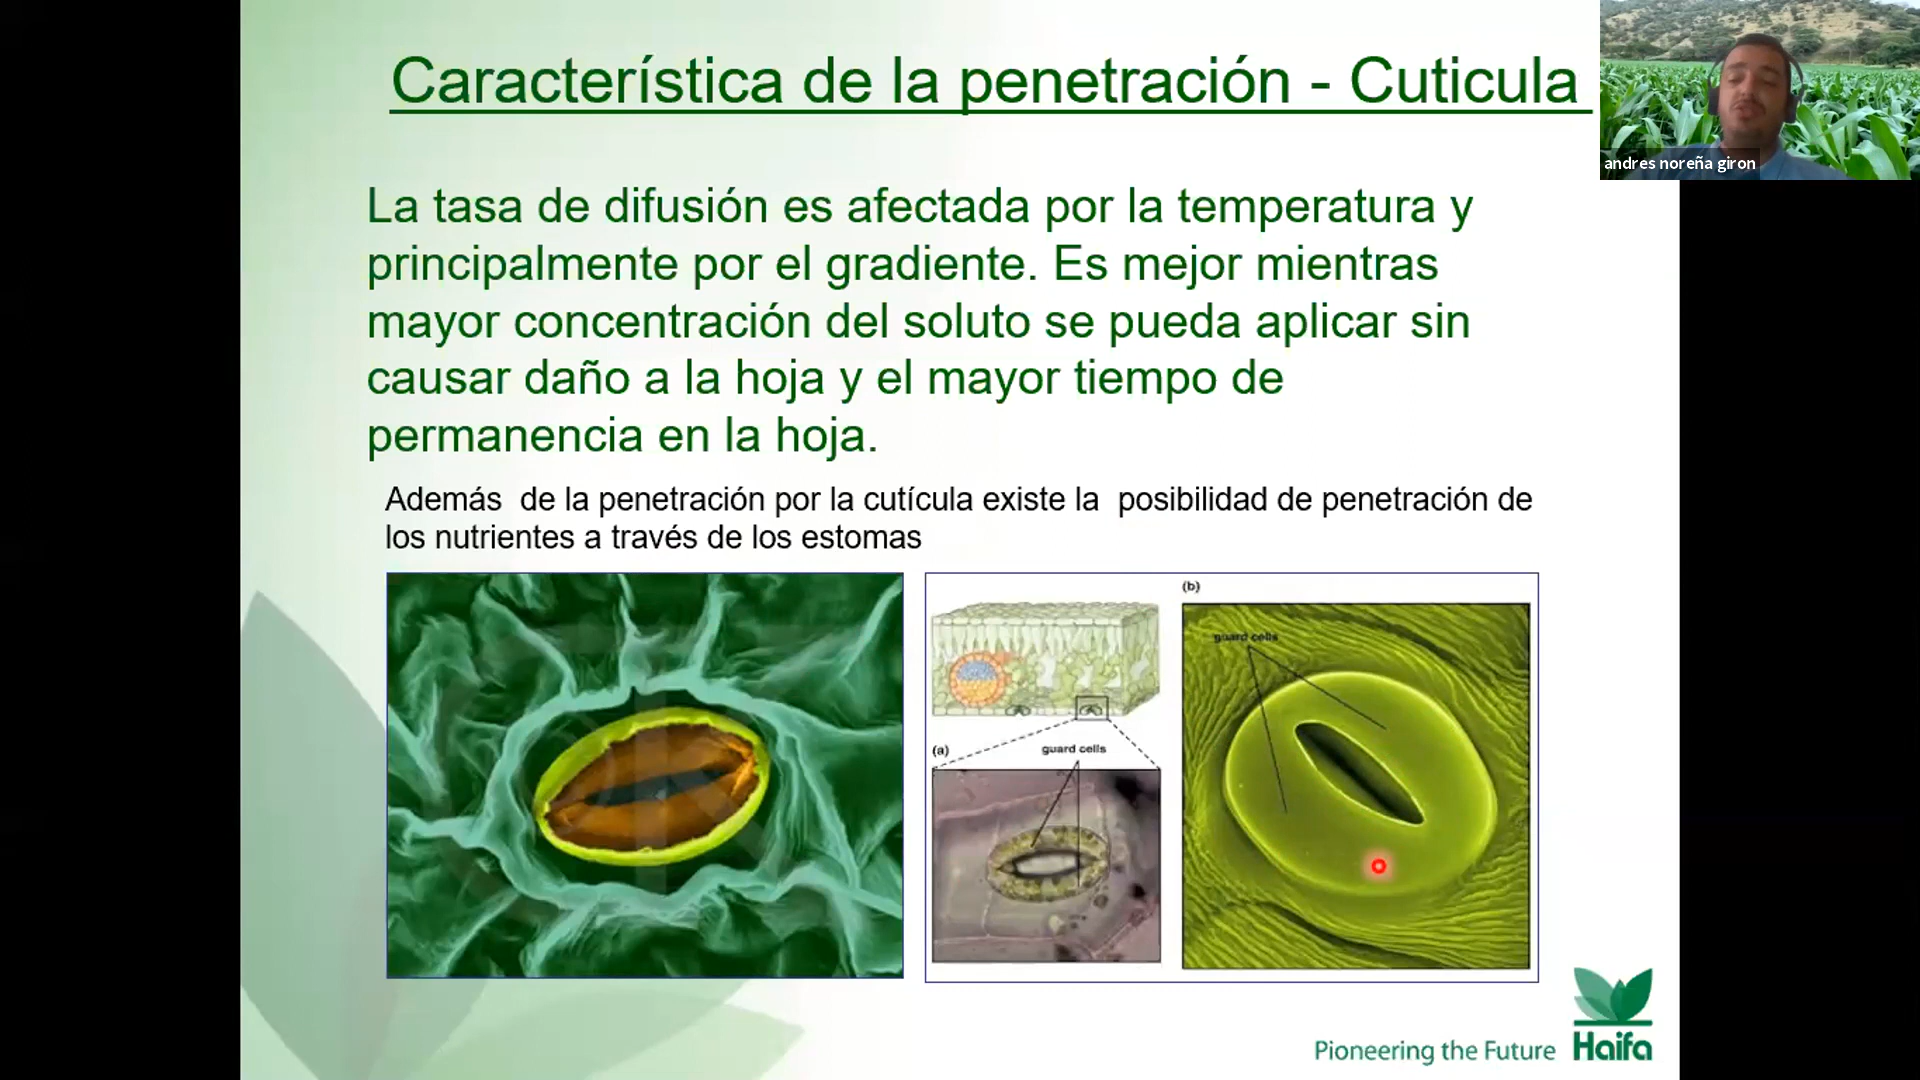 Característica de la penetración - Cuticula
andres noreña giron
La tasa de difusión es afectada por la temperatura y
principalmente por el gradiente. Es mejor mientras
mayor concentración del soluto se pueda aplicar sin
causar daño a la hoja y el mayor tiempo de
permanencia en la hoja.
Además de la penetración por la cutícula existe la posibilidad de penetración de
los nutrientes a través de los estomas
(b)
guard cells
(a)
guard cells
Pioneering the Future
Haifa